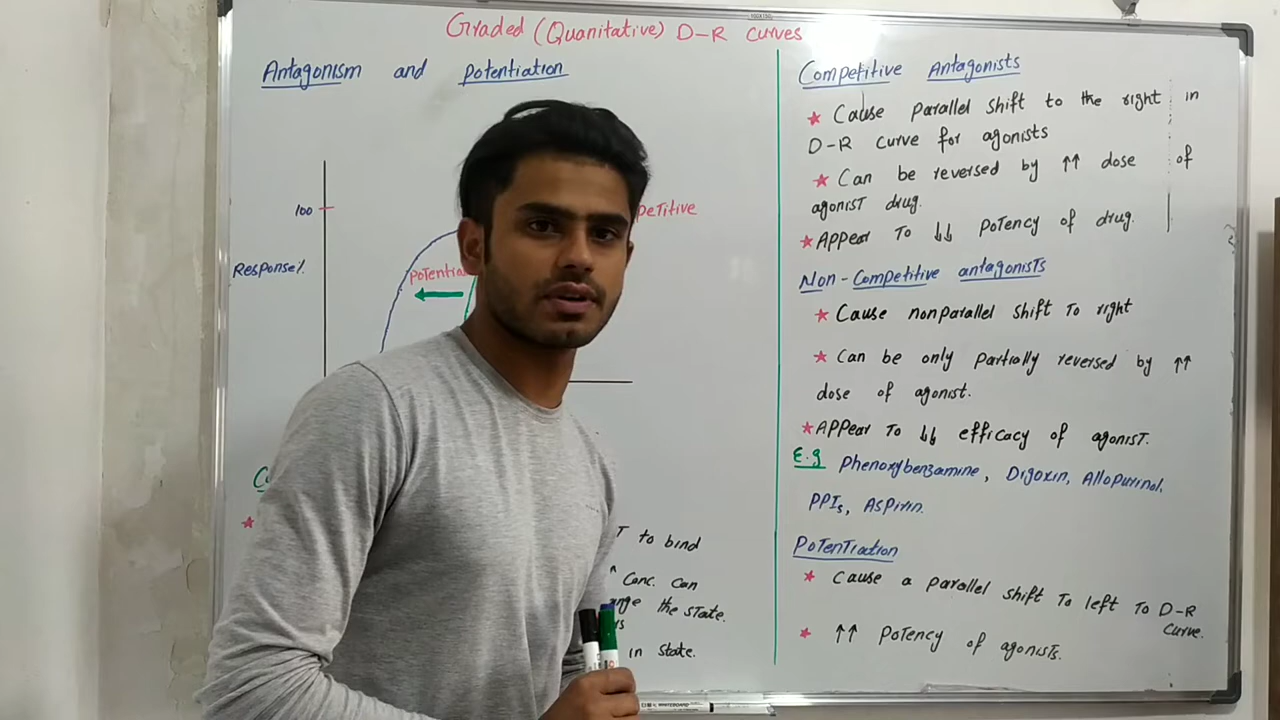 Graded (Quanitative) D-R curves
Antagonism and potentiation
100
Response%
T to bind
Conc. can
the state.
in state.
Competitive Antagonists
★ Cause parallel shift to the right in
D-R curve for agonists
★ Can be reversed by ↑↑ dose of
agonist drug.
★ Appear To ↓↓ potency of drug.
Non-Competitive antagonists
★ Cause nonparallel shift To right
★ Can be only partially reversed by ↑↑
dose of agonist.
★ Appear To ↓↓ efficacy of agonist.
E.g Phenoxybenzamine, Digoxin, Allopurinol,
PPIs, Aspirin.
Potentiation
★ Cause a parallel shift To left To D-R
Curve.
★ ↑↑ potency of agonists.
WHITEBOARD